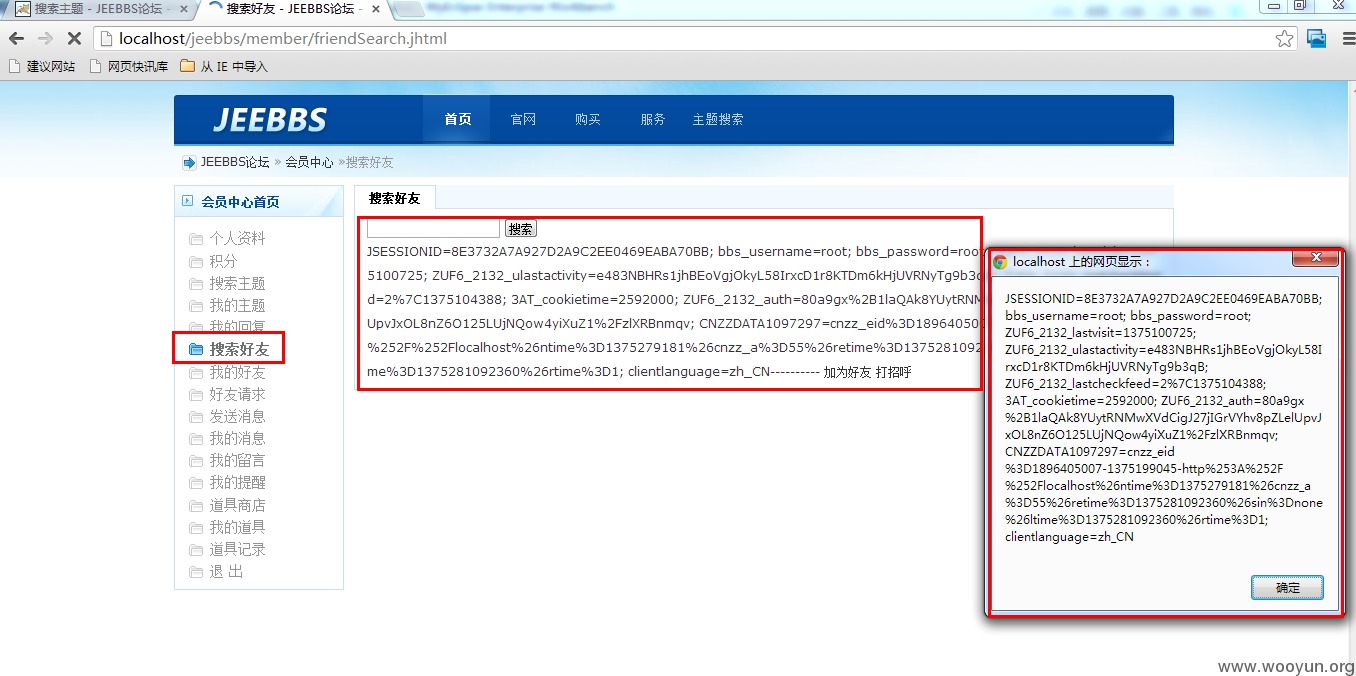 搜索主题 - JEEBBS论坛 -
搜索好友 - JEEBBS论坛 -
MyEclipse Enterprise Workbench
localhost/jeebbs/member/friendSearch.jhtml
建议网站 网页快讯库 从 IE 中导入
JEEBBS 首页 官网 购买 服务 主题搜索
JEEBBS论坛 » 会员中心 »搜索好友
会员中心首页
个人资料
积分
搜索主题
我的主题
我的回复
搜索好友
我的好友
好友请求
发送消息
我的消息
我的留言
我的提醒
道具商店
我的道具
道具记录
退 出
搜索好友
搜索
JSESSIONID=8E3732A7A927D2A9C2EE0469EABA70BB; bbs_username=root; bbs_password=root
5100725; ZUF6_2132_ulastactivity=e483NBHRs1jhBEoVgjOkyL58IrxcD1r8KTDm6kHjUVRNyTg9b3q
d=2%7C1375104388; 3AT_cookietime=2592000; ZUF6_2132_auth=80a9gx%2B1laQAk8YUytRNM
UpvJxOL8nZ6O125LUjNQow4yiXuZ1%2FzlXRBnmqv; CNZZDATA1097297=cnzz_eid%3D189640500
%252F%252Flocalhost%26ntime%3D1375279181%26cnzz_a%3D55%26retime%3D1375281092
me%3D1375281092360%26rtime%3D1; clientlanguage=zh_CN---------- 加为好友 打招呼
localhost 上的网页显示：
JSESSIONID=8E3732A7A927D2A9C2EE0469EABA70BB;
bbs_username=root; bbs_password=root;
ZUF6_2132_lastvisit=1375100725;
ZUF6_2132_ulastactivity=e483NBHRs1jhBEoVgjOkyL58I
rxcD1r8KTDm6kHjUVRNyTg9b3qB;
ZUF6_2132_lastcheckfeed=2%7C1375104388;
3AT_cookietime=2592000; ZUF6_2132_auth=80a9gx
%2B1laQAk8YUytRNMwXVdCigJ27jIGrVYhv8pZLelUpvJ
xOL8nZ6O125LUjNQow4yiXuZ1%2FzlXRBnmqv;
CNZZDATA1097297=cnzz_eid
%3D1896405007-1375199045-http%253A%252F
%252Flocalhost%26ntime%3D1375279181%26cnzz_a
%3D55%26retime%3D1375281092360%26sin%3Dnone
%26ltime%3D1375281092360%26rtime%3D1;
clientlanguage=zh_CN
确定
www.wooyun.org